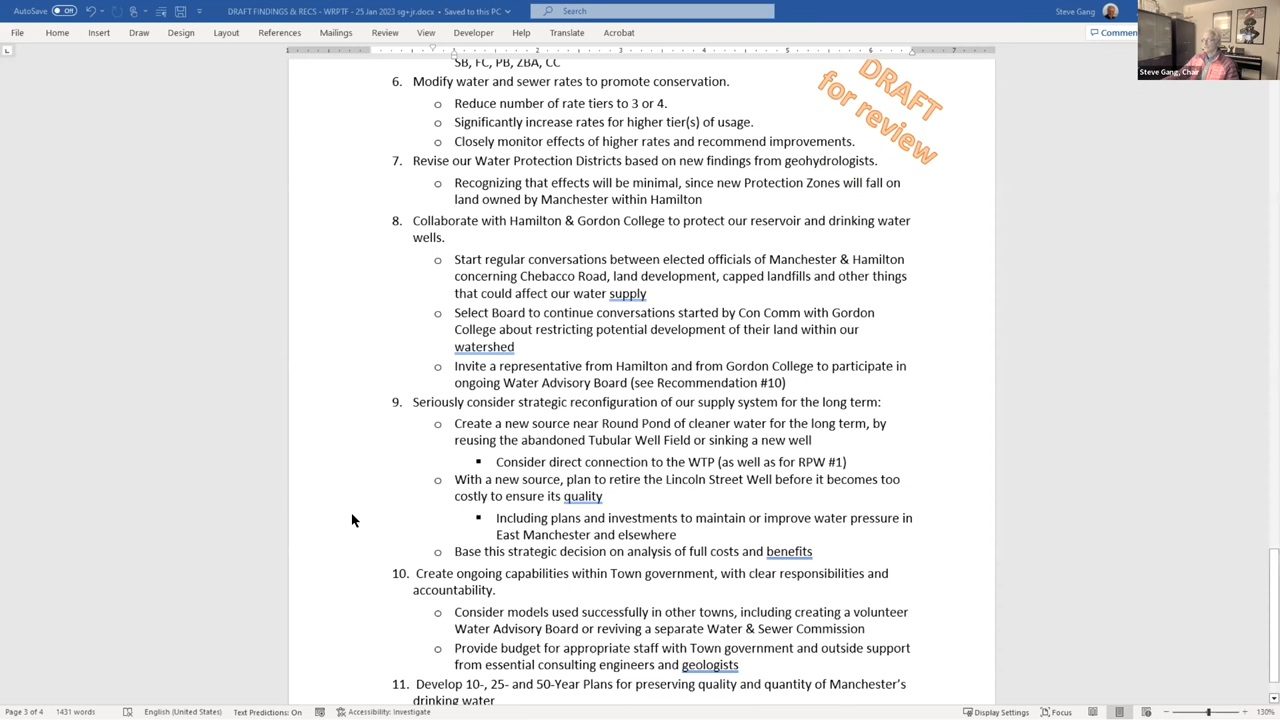 AutoSave Off DRAFT FINDINGS & RECS - WRPTF - 25 Jan 2023 sg+jr.docx • Saved to this PC Search Steve Gang
File Home Insert Draw Design Layout References Mailings Review View Developer Help Translate Acrobat
Steve Gang, Chair
SB, FC, PB, ZBA, CC
DRAFT
for review
6. Modify water and sewer rates to promote conservation.
o Reduce number of rate tiers to 3 or 4.
o Significantly increase rates for higher tier(s) of usage.
o Closely monitor effects of higher rates and recommend improvements.
7. Revise our Water Protection Districts based on new findings from geohydrologists.
o Recognizing that effects will be minimal, since new Protection Zones will fall on
land owned by Manchester within Hamilton
8. Collaborate with Hamilton & Gordon College to protect our reservoir and drinking water
wells.
o Start regular conversations between elected officials of Manchester & Hamilton
concerning Chebacco Road, land development, capped landfills and other things
that could affect our water supply
o Select Board to continue conversations started by Con Comm with Gordon
College about restricting potential development of their land within our
watershed
o Invite a representative from Hamilton and from Gordon College to participate in
ongoing Water Advisory Board (see Recommendation #10)
9. Seriously consider strategic reconfiguration of our supply system for the long term:
o Create a new source near Round Pond of cleaner water for the long term, by
reusing the abandoned Tubular Well Field or sinking a new well
▪ Consider direct connection to the WTP (as well as for RPW #1)
o With a new source, plan to retire the Lincoln Street Well before it becomes too
costly to ensure its quality
▪ Including plans and investments to maintain or improve water pressure in
East Manchester and elsewhere
o Base this strategic decision on analysis of full costs and benefits
10. Create ongoing capabilities within Town government, with clear responsibilities and
accountability.
o Consider models used successfully in other towns, including creating a volunteer
Water Advisory Board or reviving a separate Water & Sewer Commission
o Provide budget for appropriate staff with Town government and outside support
from essential consulting engineers and geologists
11. Develop 10-, 25- and 50-Year Plans for preserving quality and quantity of Manchester's
drinking water
Page 3 of 4 1431 words English (United States) Text Predictions: On Accessibility: Investigate Display Settings Focus 130%